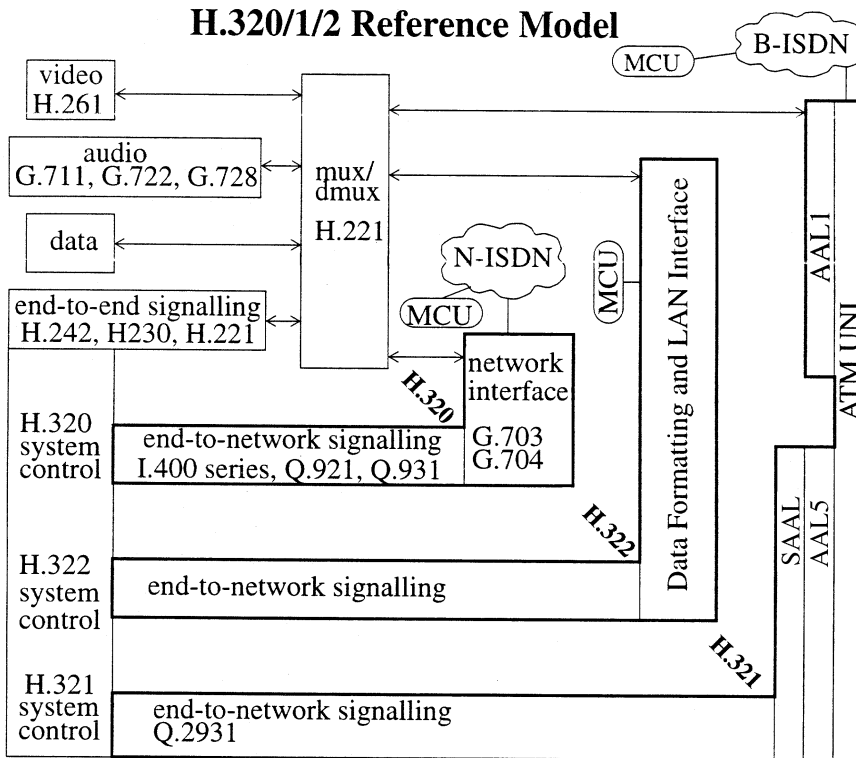 H.320/1/2 Reference Model
MCU
B-ISDN
video
H.261
audio
G.711, G.722, G.728
mux/
dmux
H.221
data
N-ISDN
MCU
MCU
end-to-end signalling
H.242, H230, H.221
network
interface
G.703
G.704
H.320
H.320
system
control
end-to-network signalling
I.400 series, Q.921, Q.931
Data Formatting and LAN Interface
AAL1
ATM UNI
H.322
SAAL
AAL5
H.322
system
control
end-to-network signalling
H.321
H.321
system
control
end-to-network signalling
Q.2931